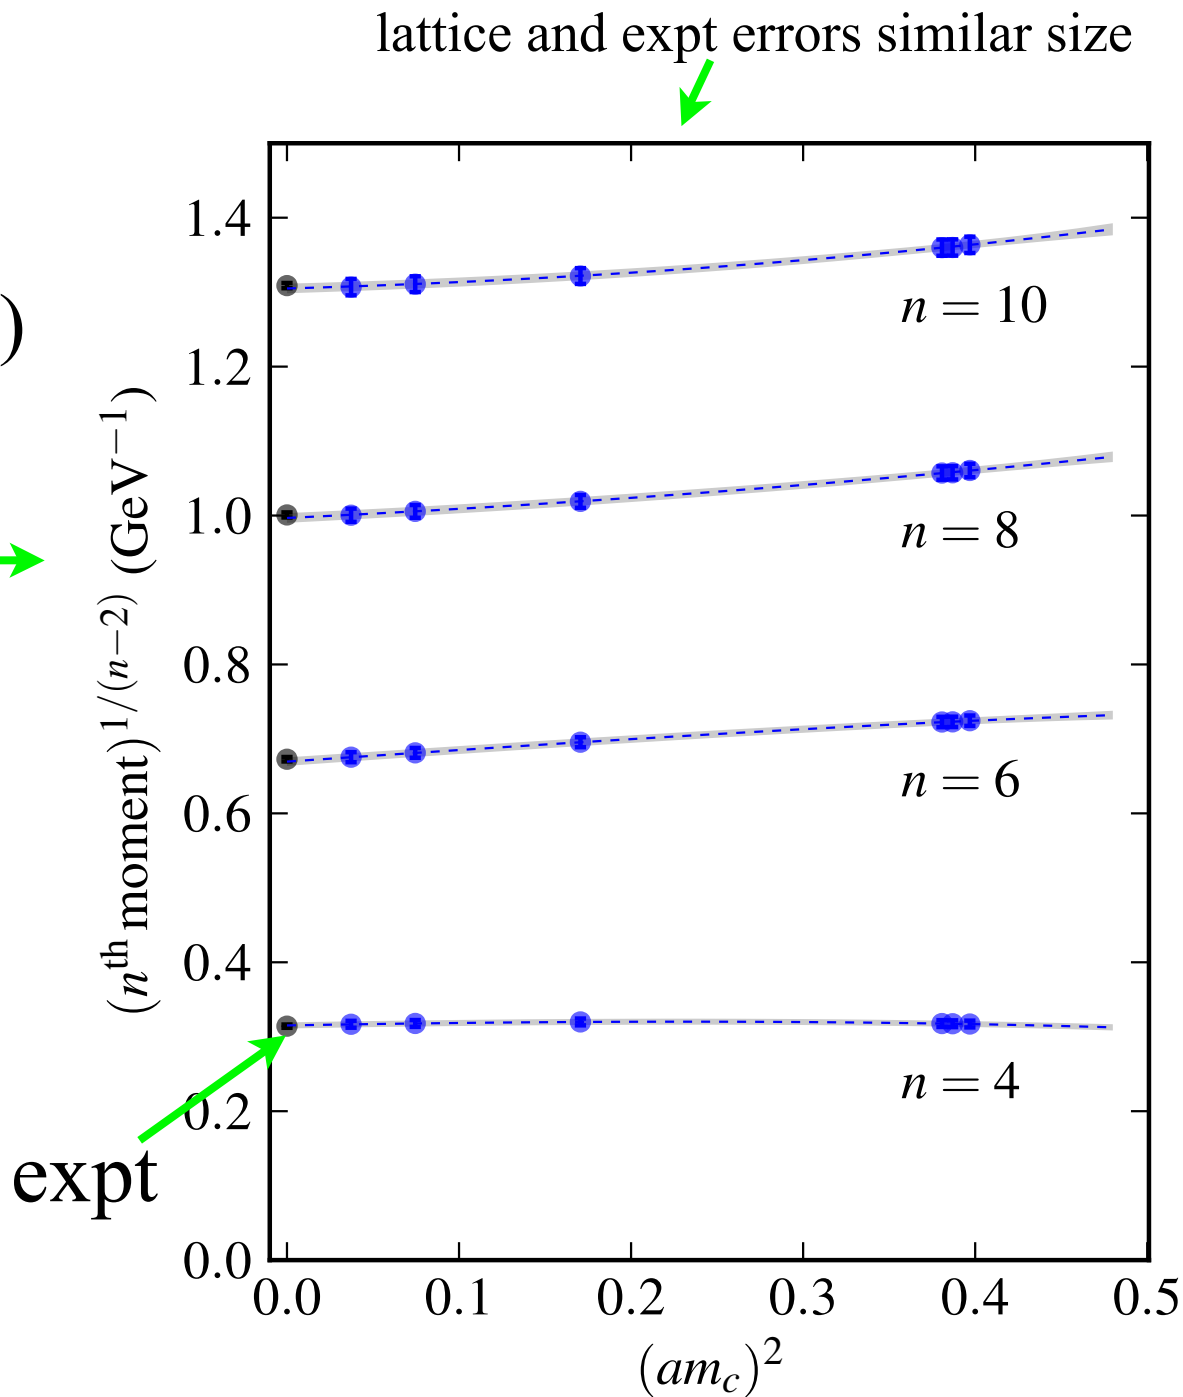 lattice and expt errors similar size
)
1.4
1.2
1.0
0.8
0.6
0.4
0.2
0.0
(nᵗʰ moment)^{1/(n−2)} (GeV⁻¹)
n = 10
n = 8
n = 6
n = 4
expt
0.0 0.1 0.2 0.3 0.4 0.5
(am_c)²